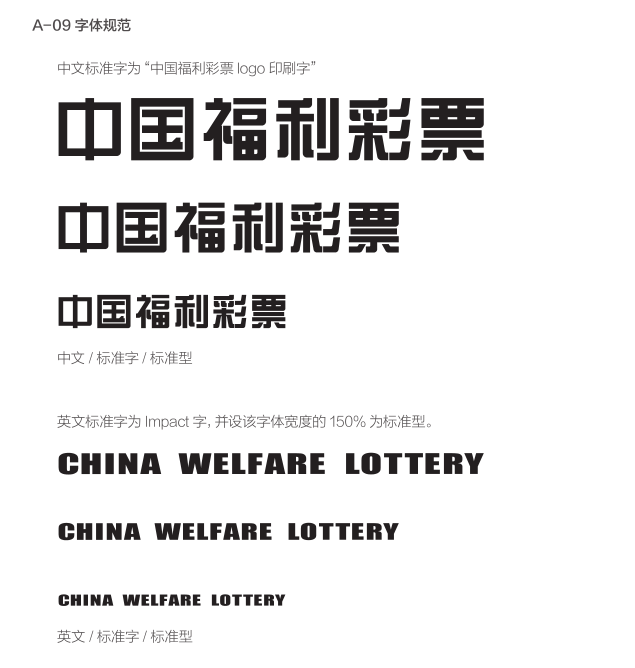 A-09 字体规范
中文标准字为“中国福利彩票 logo 印刷字”
中国福利彩票
中国福利彩票
中国福利彩票
中文 / 标准字 / 标准型
英文标准字为 Impact 字, 并设该字体宽度的 150% 为标准型。
CHINA WELFARE LOTTERY
CHINA WELFARE LOTTERY
CHINA WELFARE LOTTERY
英文 / 标准字 / 标准型